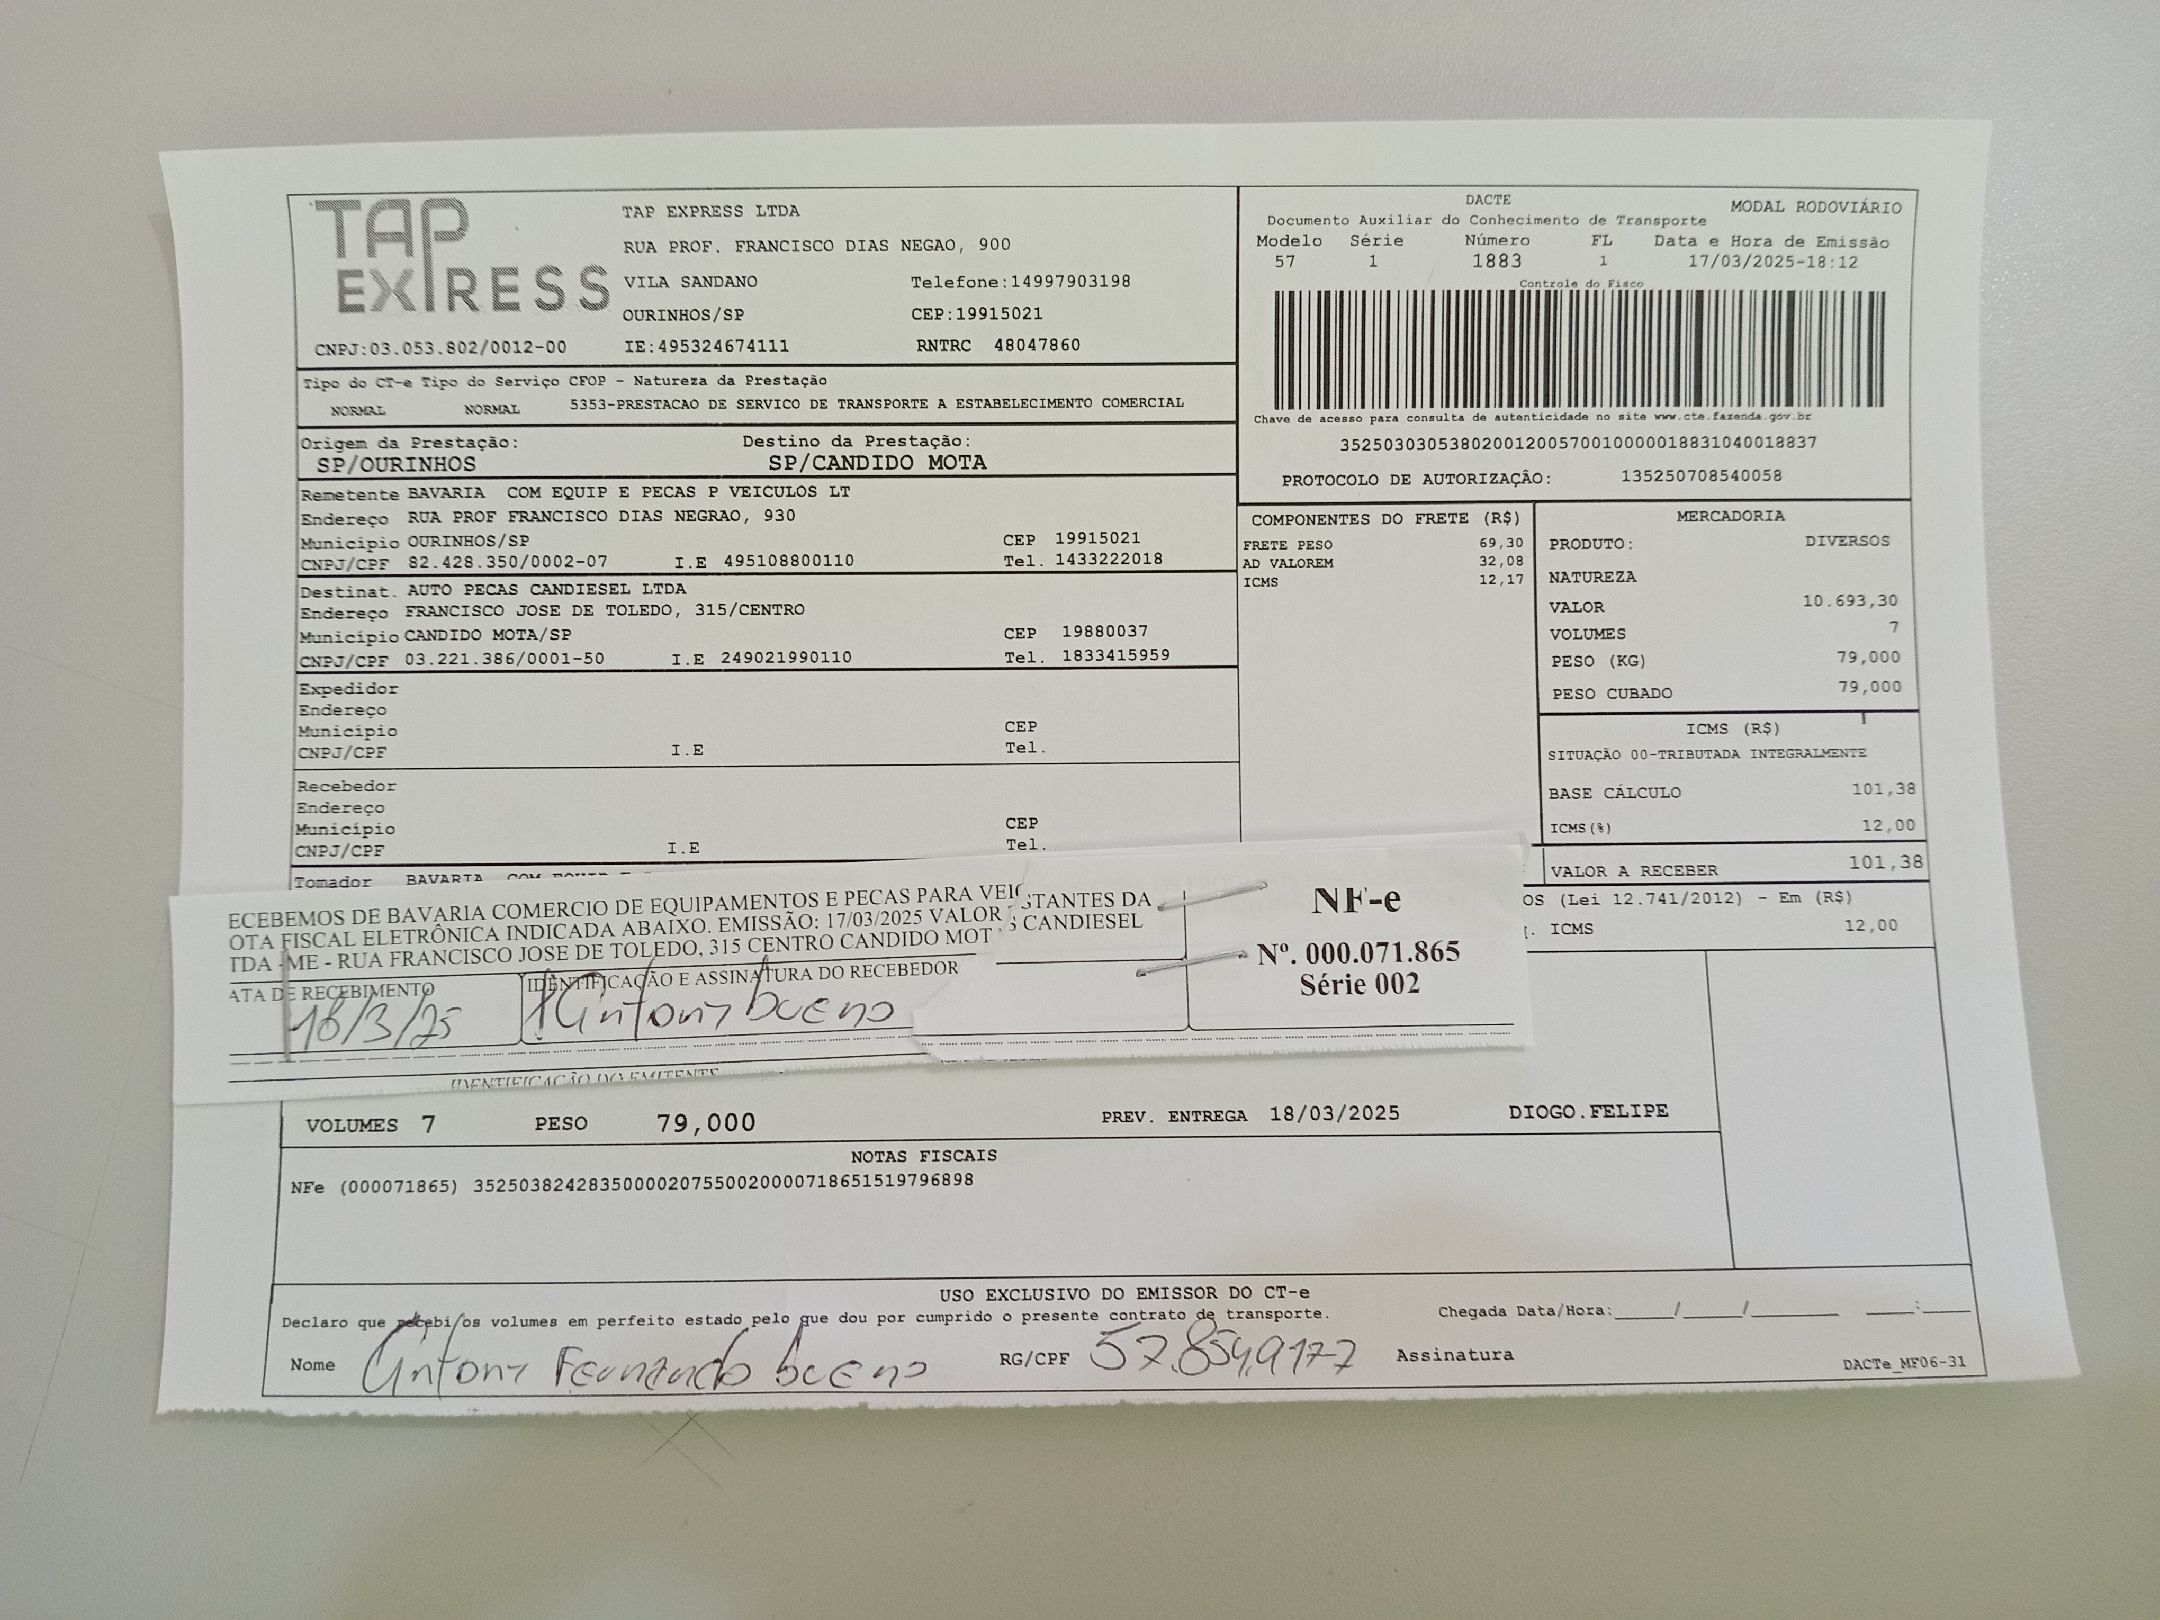 TAP EXPRESS
TAP EXPRESS LTDA
RUA PROF. FRANCISCO DIAS NEGAO, 900
VILA SANDANO Telefone:14997903198
OURINHOS/SP CEP:19915021
CNPJ:03.053.802/0012-00 IE:495324674111 RNTRC 48047860
DACTE MODAL RODOVIÁRIO
Documento Auxiliar do Conhecimento de Transporte
Modelo Série Número FL Data e Hora de Emissão
57 1 1883 1 17/03/2025-18:12
Controle do Fisco
Chave de acesso para consulta de autenticidade no site www.cte.fazenda.gov.br
35250303053802001200570010000018831040018837
PROTOCOLO DE AUTORIZAÇÃO: 135250708540058
Tipo do CT-e Tipo do Serviço CFOP - Natureza da Prestação
NORMAL NORMAL 5353-PRESTACAO DE SERVICO DE TRANSPORTE A ESTABELECIMENTO COMERCIAL
Origem da Prestação: Destino da Prestação:
SP/OURINHOS SP/CANDIDO MOTA
Remetente BAVARIA COM EQUIP E PECAS P VEICULOS LT
Endereço RUA PROF FRANCISCO DIAS NEGRAO, 930
Município OURINHOS/SP CEP 19915021
CNPJ/CPF 82.428.350/0002-07 I.E 495108800110 Tel. 1433222018
Destinat. AUTO PECAS CANDIESEL LTDA
Endereço FRANCISCO JOSE DE TOLEDO, 315/CENTRO
Município CANDIDO MOTA/SP CEP 19880037
CNPJ/CPF 03.221.386/0001-50 I.E 249021990110 Tel. 1833415959
Expedidor
Endereço
Município CEP
CNPJ/CPF I.E Tel.
Recebedor
Endereço
Município CEP
CNPJ/CPF I.E Tel.
Tomador BAVARIA COM
COMPONENTES DO FRETE (R$)
FRETE PESO 69,30
AD VALOREM 32,08
ICMS 12,17
MERCADORIA
PRODUTO: DIVERSOS
NATUREZA
VALOR 10.693,30
VOLUMES 7
PESO (KG) 79,000
PESO CUBADO 79,000
ICMS (R$)
SITUAÇÃO 00-TRIBUTADA INTEGRALMENTE
BASE CÁLCULO 101,38
ICMS(%) 12,00
VALOR A RECEBER 101,38
OS (Lei 12.741/2012) - Em (R$)
ICMS 12,00
ECEBEMOS DE BAVARIA COMERCIO DE EQUIPAMENTOS E PECAS PARA VEIC STANTES DA
OTA FISCAL ELETRÔNICA INDICADA ABAIXO. EMISSÃO: 17/03/2025 VALOR S CANDIESEL
TDA - ME - RUA FRANCISCO JOSE DE TOLEDO, 315 CENTRO CANDIDO MOT
ATA DE RECEBIMENTO IDENTIFICAÇÃO E ASSINATURA DO RECEBEDOR
18/3/25 bueno
NF-e
Nº. 000.071.865
Série 002
IDENTIFICAÇÃO DO EMITENTE
VOLUMES 7 PESO 79,000 PREV. ENTREGA 18/03/2025 DIOGO.FELIPE
NOTAS FISCAIS
NFe (000071865) 35250382428350000207550020000718651519796898
USO EXCLUSIVO DO EMISSOR DO CT-e
Declaro que recebi os volumes em perfeito estado pelo que dou por cumprido o presente contrato de transporte. Chegada Data/Hora:____/____/______ ___:___
Nome Fernando bueno RG/CPF 57.854.917-7 Assinatura
DACTe_MF06-31